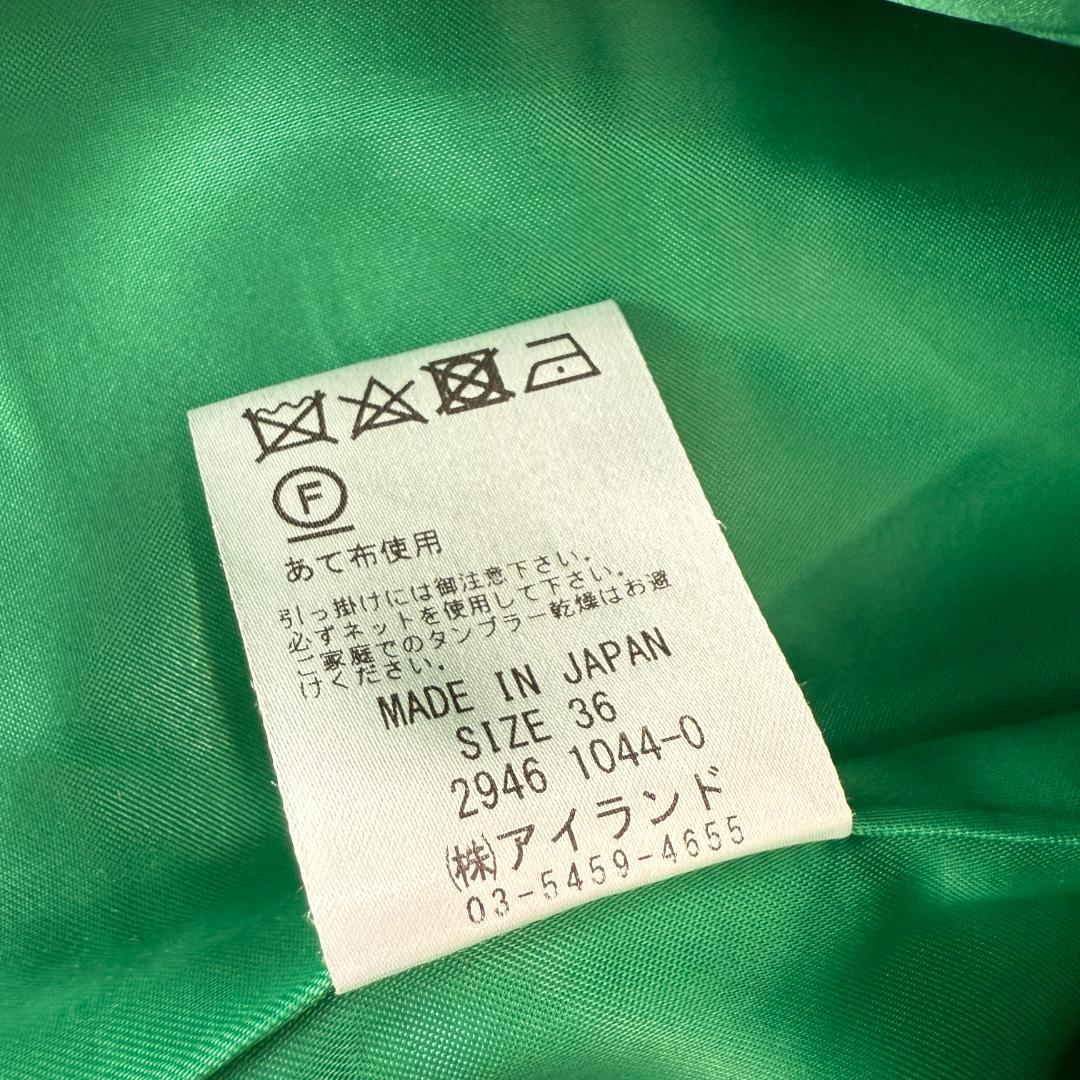 F
あて布使用
引っ掛けには御注意下さい。
必ずネットを使用して下さい。
ご家庭でのタンブラー乾燥はお避
けください。
MADE IN JAPAN
SIZE 36
2946 1044-0
㈱アイランド
03-5459-4655